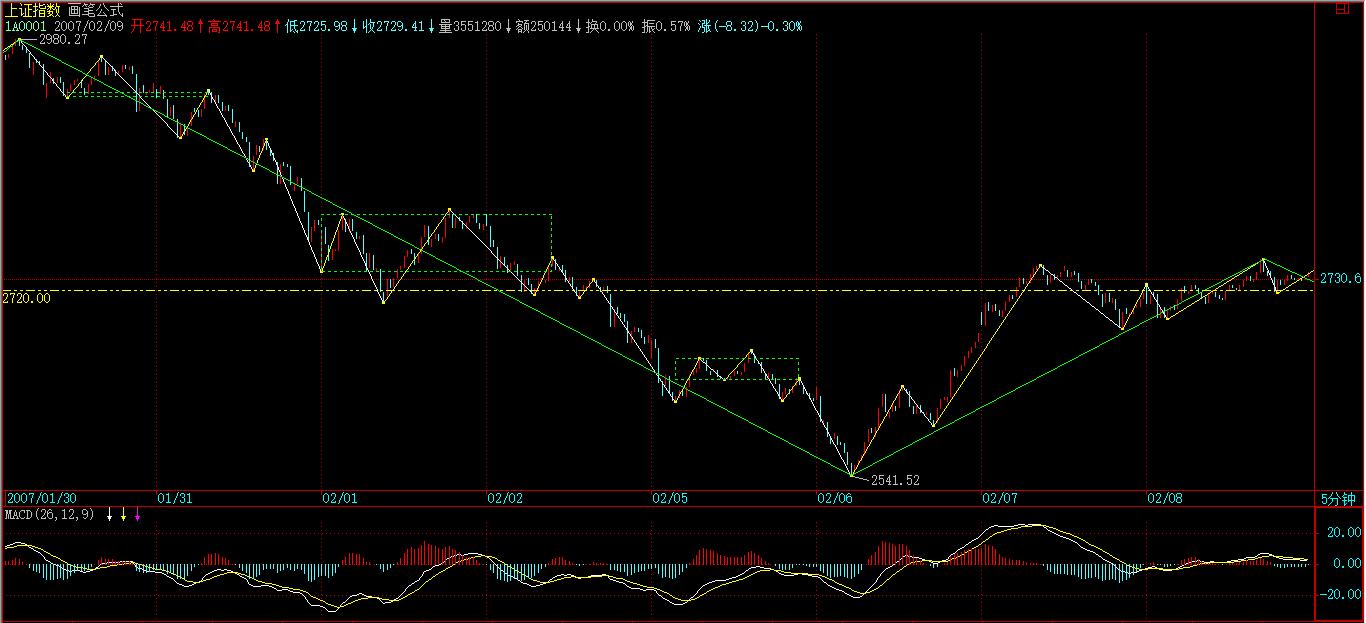 上证指数 画笔公式
1A0001 2007/02/09 开2741.48↑高2741.48↑低2725.98↓收2729.41↓量3551280↓额250144↓换0.00% 振0.57% 涨(-8.32)-0.30%
2980.27
2730.6
2720.00
2541.52
2007/01/30 01/31 02/01 02/02 02/05 02/06 02/07 02/08 5分钟
MACD(26,12,9) ↓ ↓ ↓
20.00
0.00
-20.00